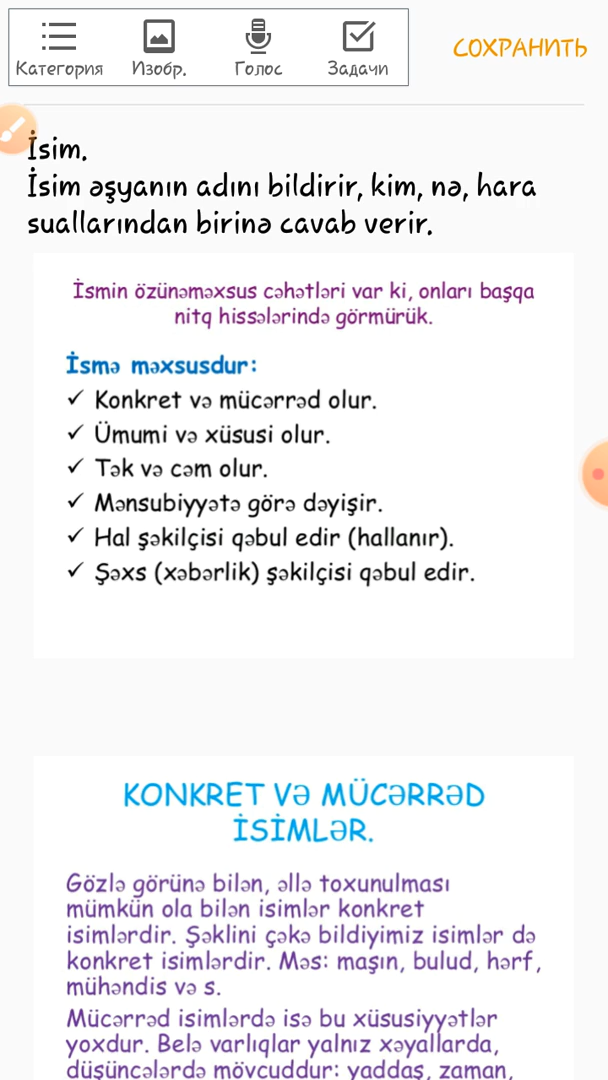 Категория Изобр. Голос Задачи
СОХРАНИТЬ
İsim.
İsim əşyanın adını bildirir, kim, nə, hara
suallarından birinə cavab verir.
İsmin özünəməxsus cəhətləri var ki, onları başqa
nitq hissələrində görmürük.
İsmə məxsusdur:
✓ Konkret və mücərrəd olur.
✓ Ümumi və xüsusi olur.
✓ Tək və cəm olur.
✓ Mənsubiyyətə görə dəyişir.
✓ Hal şəkilçisi qəbul edir (hallanır).
✓ Şəxs (xəbərlik) şəkilçisi qəbul edir.
KONKRET VƏ MÜCƏRRƏD
İSİMLƏR.
Gözlə görünə bilən, əllə toxunulması
mümkün ola bilən isimlər konkret
isimlərdir. Şəklini çəkə bildiyimiz isimlər də
konkret isimlərdir. Məs: maşın, bulud, hərf,
mühəndis və s.
Mücərrəd isimlərdə isə bu xüsusiyyətlər
yoxdur. Belə varlıqlar yalnız xəyallarda,
düşüncələrdə mövcuddur: yaddaş, zaman,